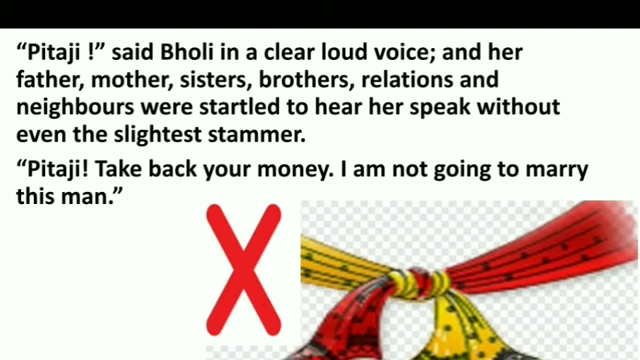 “Pitaji !” said Bholi in a clear loud voice; and her
father, mother, sisters, brothers, relations and
neighbours were startled to hear her speak without
even the slightest stammer.
“Pitaji! Take back your money. I am not going to marry
this man.”